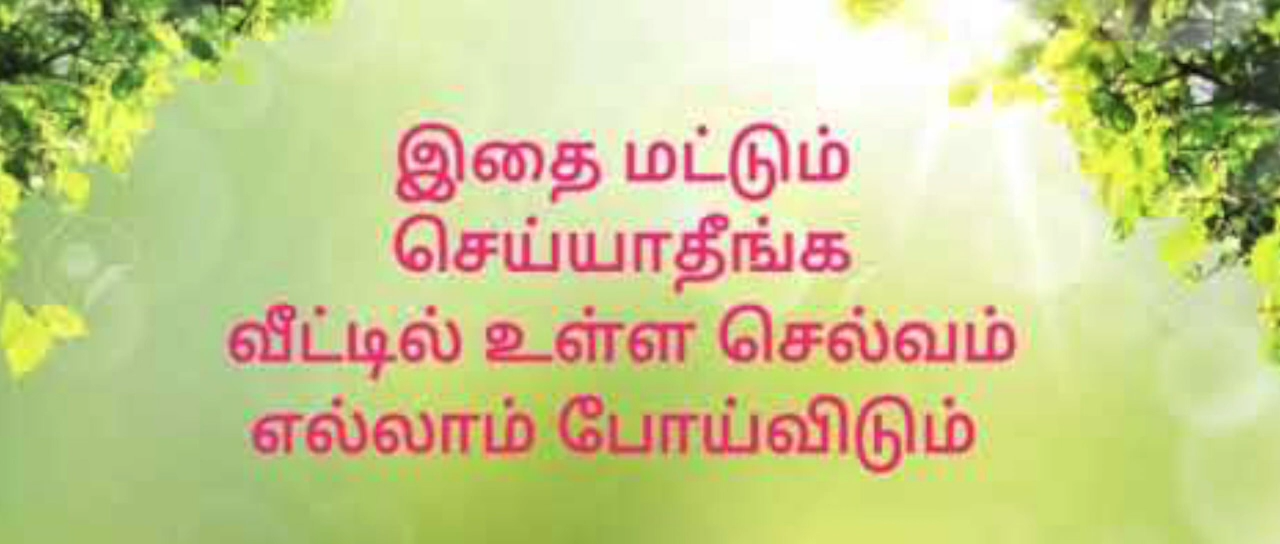 இதை மட்டும்
செய்யாதீங்க
வீட்டில் உள்ள செல்வம்
எல்லாம் போய்விடும்